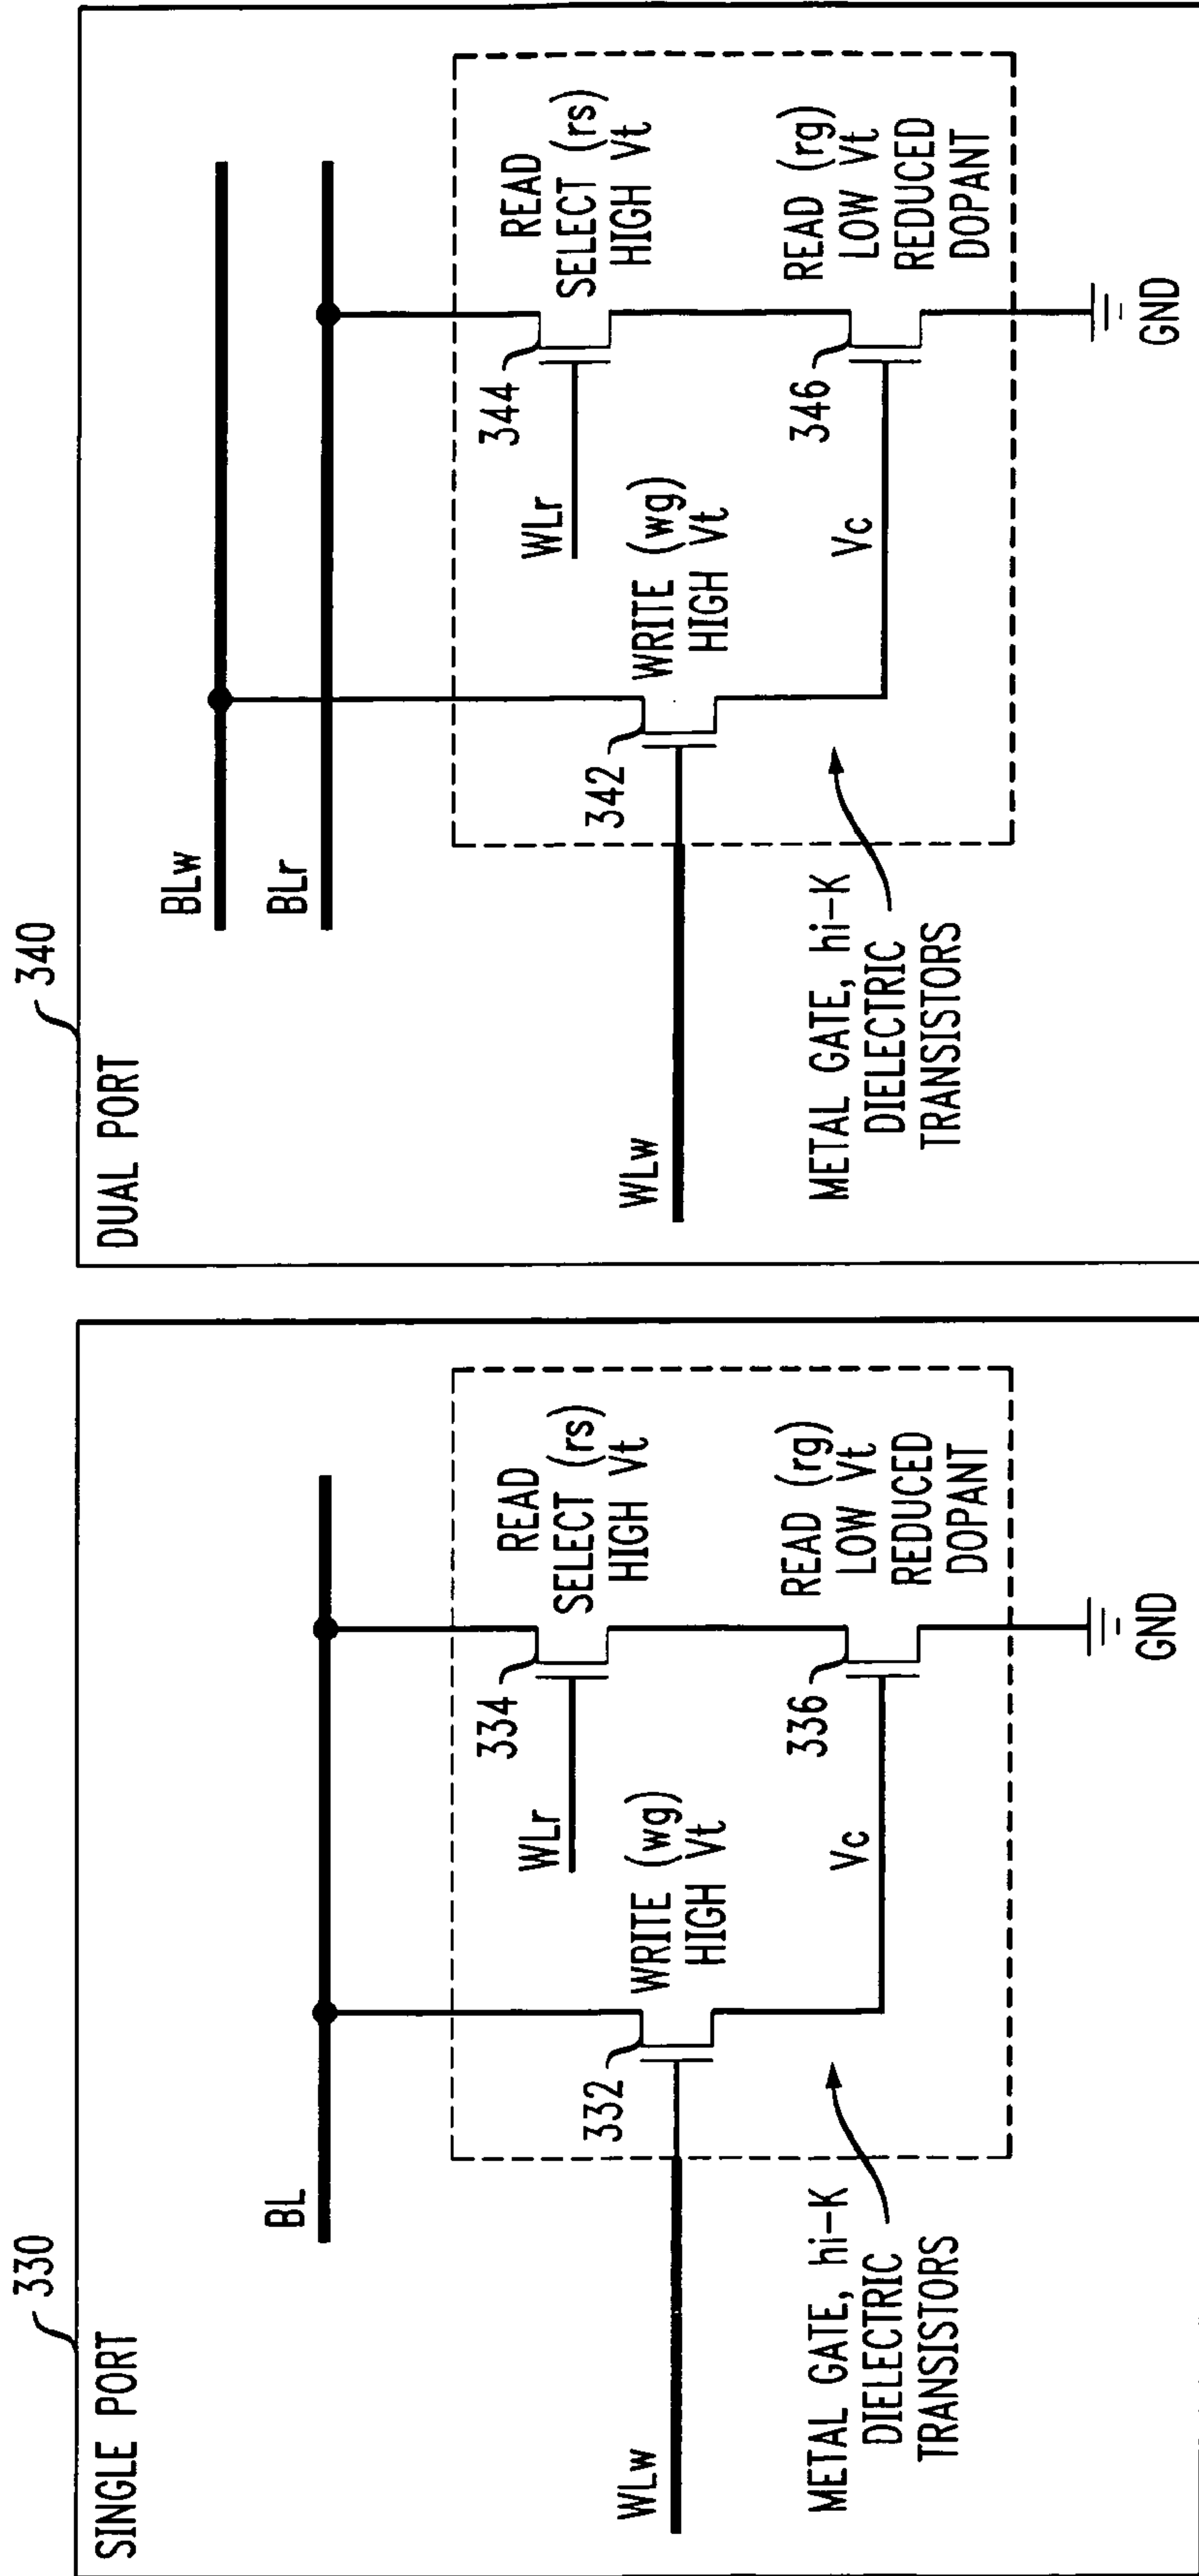 330
SINGLE PORT
BL
WLw
332
WRITE (wg)
HIGH Vt
WLr
334
READ
SELECT (rs)
HIGH Vt
Vc
336
READ (rg)
LOW Vt
REDUCED
DOPANT
METAL GATE, hi-K
DIELECTRIC
TRANSISTORS
GND
340
DUAL PORT
BLw
BLr
WLw
342
WRITE (wg)
HIGH Vt
WLr
344
READ
SELECT (rs)
HIGH Vt
Vc
346
READ (rg)
LOW Vt
REDUCED
DOPANT
METAL GATE, hi-K
DIELECTRIC
TRANSISTORS
GND